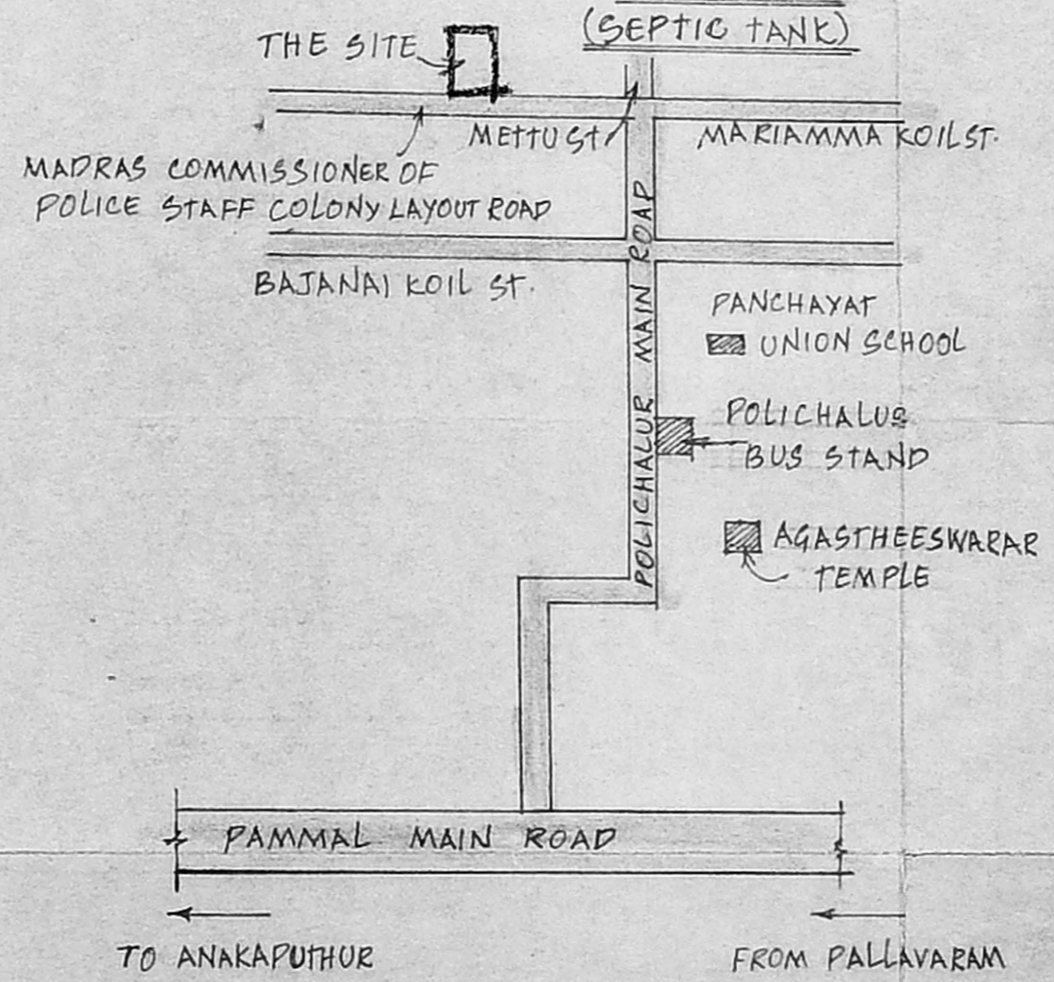 (SEPTIC TANK)
THE SITE
METTU ST.
MARIAMMA KOIL ST.
MADRAS COMMISSIONER OF
POLICE STAFF COLONY LAYOUT ROAD
BAJANAI KOIL ST.
POLICHALUR MAIN ROAD
PANCHAYAT
UNION SCHOOL
POLICHALUR
BUS STAND
AGASTHEESWARAR
TEMPLE
PAMMAL MAIN ROAD
TO ANAKAPUTHUR
FROM PALLAVARAM